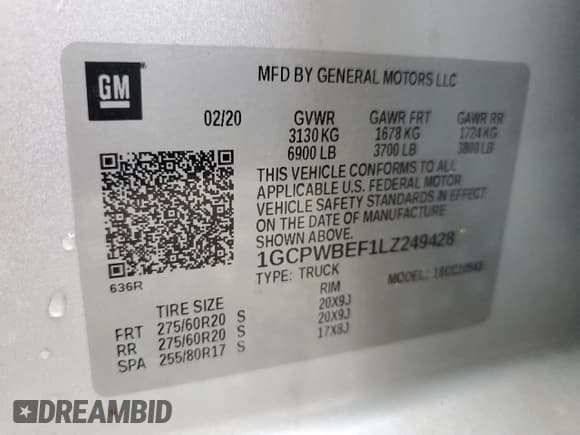 GM
MFD BY GENERAL MOTORS LLC
02/20 GVWR GAWR FRT GAWR RR
3130 KG 1678 KG 1724 KG
6900 LB 3700 LB 3800 LB
THIS VEHICLE CONFORMS TO ALL
APPLICABLE U.S. FEDERAL MOTOR
VEHICLE SAFETY STANDARDS IN EFFECT
ON THE DATE OF MANUFACTURE
SHOWN ABOVE.
1GCPWBEF1LZ249428
TYPE: TRUCK MODEL:
636R
TIRE SIZE RIM
FRT 275/60R20 S 20X9J
RR 275/60R20 S 20X9J
SPA 255/80R17 S 17X8J
DREAMBID